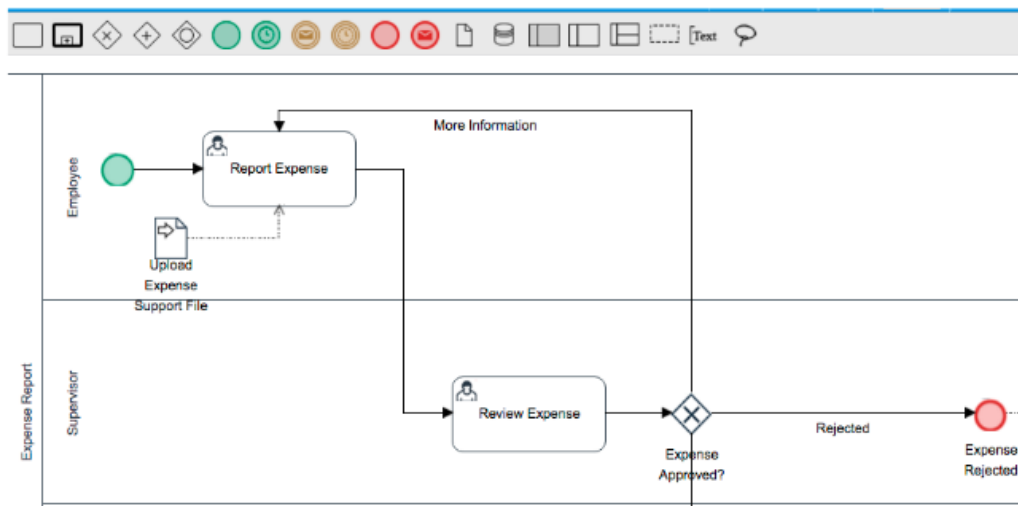 [Text
More Information
Employee
Report Expense
Upload
Expense
Support File
Expense Report
Supervisor
Review Expense
Expense
Approved?
Rejected
Expense
Rejected